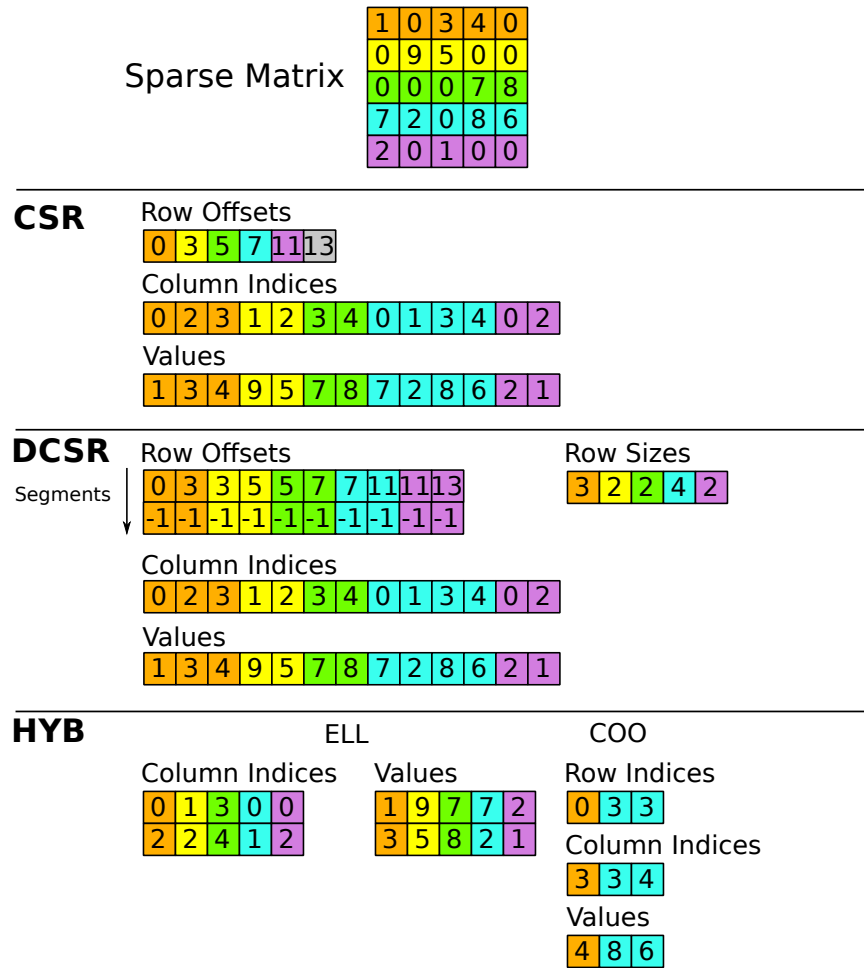 1 0 3 4 0
0 9 5 0 0
Sparse Matrix
0 0 0 7 8
7 2 0 8 6
2 0 1 0 0
CSR
Row Offsets
0 3 5 7 11 13
Column Indices
0 2 3 1 2 3 4 0 1 3 4 0 2
Values
1 3 4 9 5 7 8 7 2 8 6 2 1
DCSR
Row Offsets
Row Sizes
Segments
0 3 3 5 5 7 7 11 11 13
-1 -1 -1 -1 -1 -1 -1 -1 -1 -1
3 2 2 4 2
Column Indices
0 2 3 1 2 3 4 0 1 3 4 0 2
Values
1 3 4 9 5 7 8 7 2 8 6 2 1
HYB
ELL
COO
Column Indices
0 1 3 0 0
2 2 4 1 2
Values
1 9 7 7 2
3 5 8 2 1
Row Indices
0 3 3
Column Indices
3 3 4
Values
4 8 6